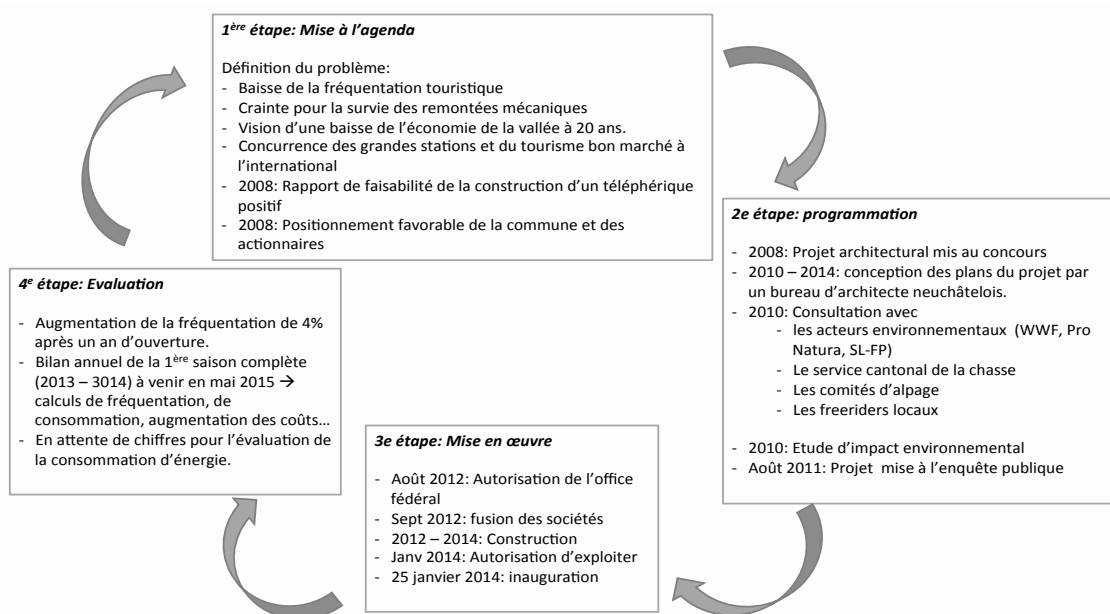 1ère étape: Mise à l'agenda
Définition du problème:
- Baisse de la fréquentation touristique
- Crainte pour la survie des remontées mécaniques
- Vision d'une baisse de l'économie de la vallée à 20 ans.
- Concurrence des grandes stations et du tourisme bon marché à
l'international
- 2008: Rapport de faisabilité de la construction d'un téléphérique
positif
- 2008: Positionnement favorable de la commune et des
actionnaires
2e étape: programmation
- 2008: Projet architectural mis au concours
- 2010 – 2014: conception des plans du projet par
un bureau d'architecte neuchâtelois.
- 2010: Consultation avec
- les acteurs environnementaux (WWF, Pro
Natura, SL-FP)
- Le service cantonal de la chasse
- Les comités d'alpage
- Les freeriders locaux
- 2010: Etude d'impact environnemental
- Août 2011: Projet mise à l'enquête publique
3e étape: Mise en œuvre
- Août 2012: Autorisation de l'office
fédéral
- Sept 2012: fusion des sociétés
- 2012 – 2014: Construction
- Janv 2014: Autorisation d'exploiter
- 25 janvier 2014: inauguration
4e étape: Evaluation
- Augmentation de la fréquentation de 4%
après un an d'ouverture.
- Bilan annuel de la 1ère saison complète
(2013 – 3014) à venir en mai 2015 →
calculs de fréquentation, de
consommation, augmentation des coûts…
- En attente de chiffres pour l'évaluation de
la consommation d'énergie.